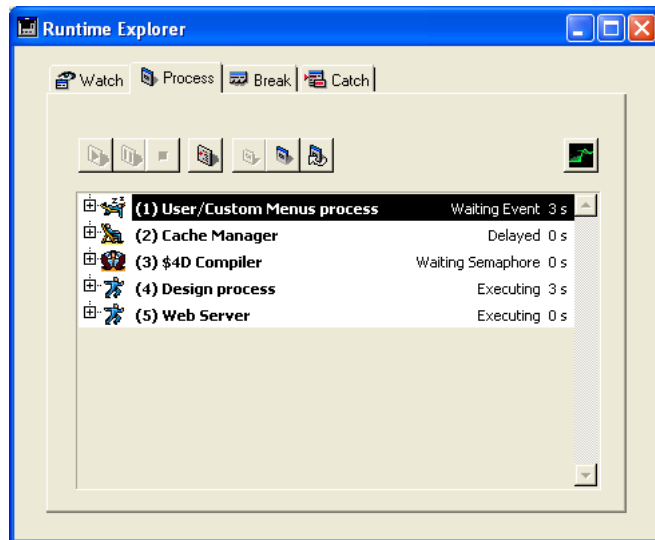 Runtime Explorer
Watch Process Break Catch
(1) User/Custom Menus process Waiting Event 3 s
(2) Cache Manager Delayed 0 s
(3) $4D Compiler Waiting Semaphore 0 s
(4) Design process Executing 3 s
(5) Web Server Executing 0 s